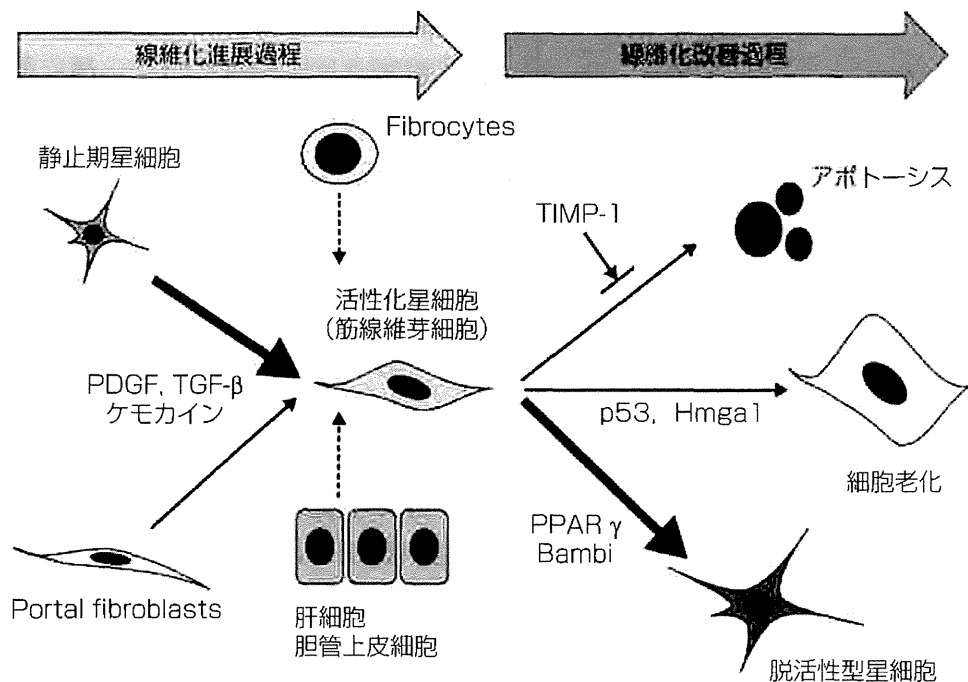 線維化進展過程
線維化改善過程
Fibrocytes
静止期星細胞
アポトーシス
TIMP-1
活性化星細胞
(筋線維芽細胞)
PDGF, TGF-β
ケモカイン
p53, Hmga1
細胞老化
PPARγ
Bambi
Portal fibroblasts
肝細胞
胆管上皮細胞
脱活性型星細胞